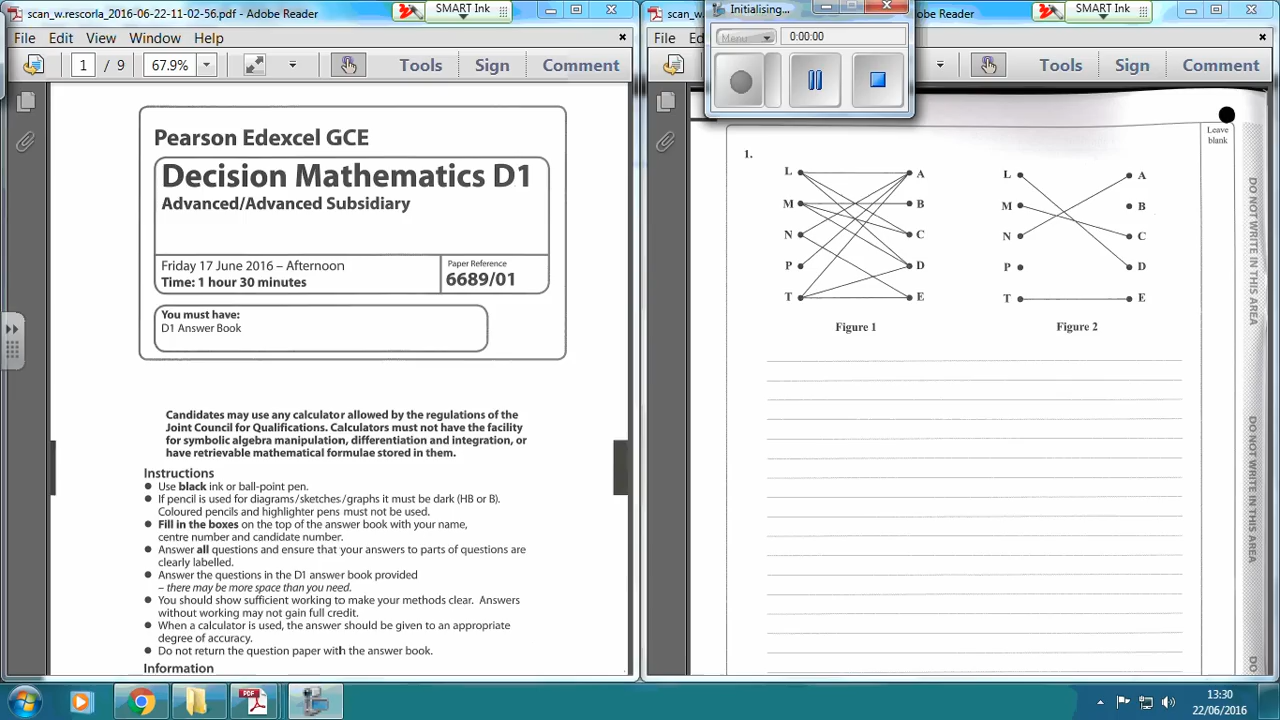 scan_w.rescorla_2016-06-22-11-02-56.pdf - Adobe Reader
SMART Ink
File Edit View Window Help
1 / 9 67.9% Tools Sign Comment
Pearson Edexcel GCE
Decision Mathematics D1
Advanced/Advanced Subsidiary
Friday 17 June 2016 – Afternoon
Time: 1 hour 30 minutes
Paper Reference
6689/01
You must have:
D1 Answer Book
Candidates may use any calculator allowed by the regulations of the
Joint Council for Qualifications. Calculators must not have the facility
for symbolic algebra manipulation, differentiation and integration, or
have retrievable mathematical formulae stored in them.
Instructions
● Use black ink or ball-point pen.
● If pencil is used for diagrams/sketches/graphs it must be dark (HB or B).
Coloured pencils and highlighter pens must not be used.
● Fill in the boxes on the top of the answer book with your name,
centre number and candidate number.
● Answer all questions and ensure that your answers to parts of questions are
clearly labelled.
● Answer the questions in the D1 answer book provided
– there may be more space than you need.
● You should show sufficient working to make your methods clear. Answers
without working may not gain full credit.
● When a calculator is used, the answer should be given to an appropriate
degree of accuracy.
● Do not return the question paper with the answer book.
Information
scan_w
Adobe Reader
SMART Ink
File Ed
Tools Sign Comment
Initialising...
Menu 0:00:00
Leave
blank
1.
L A
M B
N C
P D
T E
Figure 1
L A
M B
N C
P D
T E
Figure 2
DO NOT WRITE IN THIS AREA
DO NOT WRITE IN THIS AREA
DO
PDF
13:30
22/06/2016